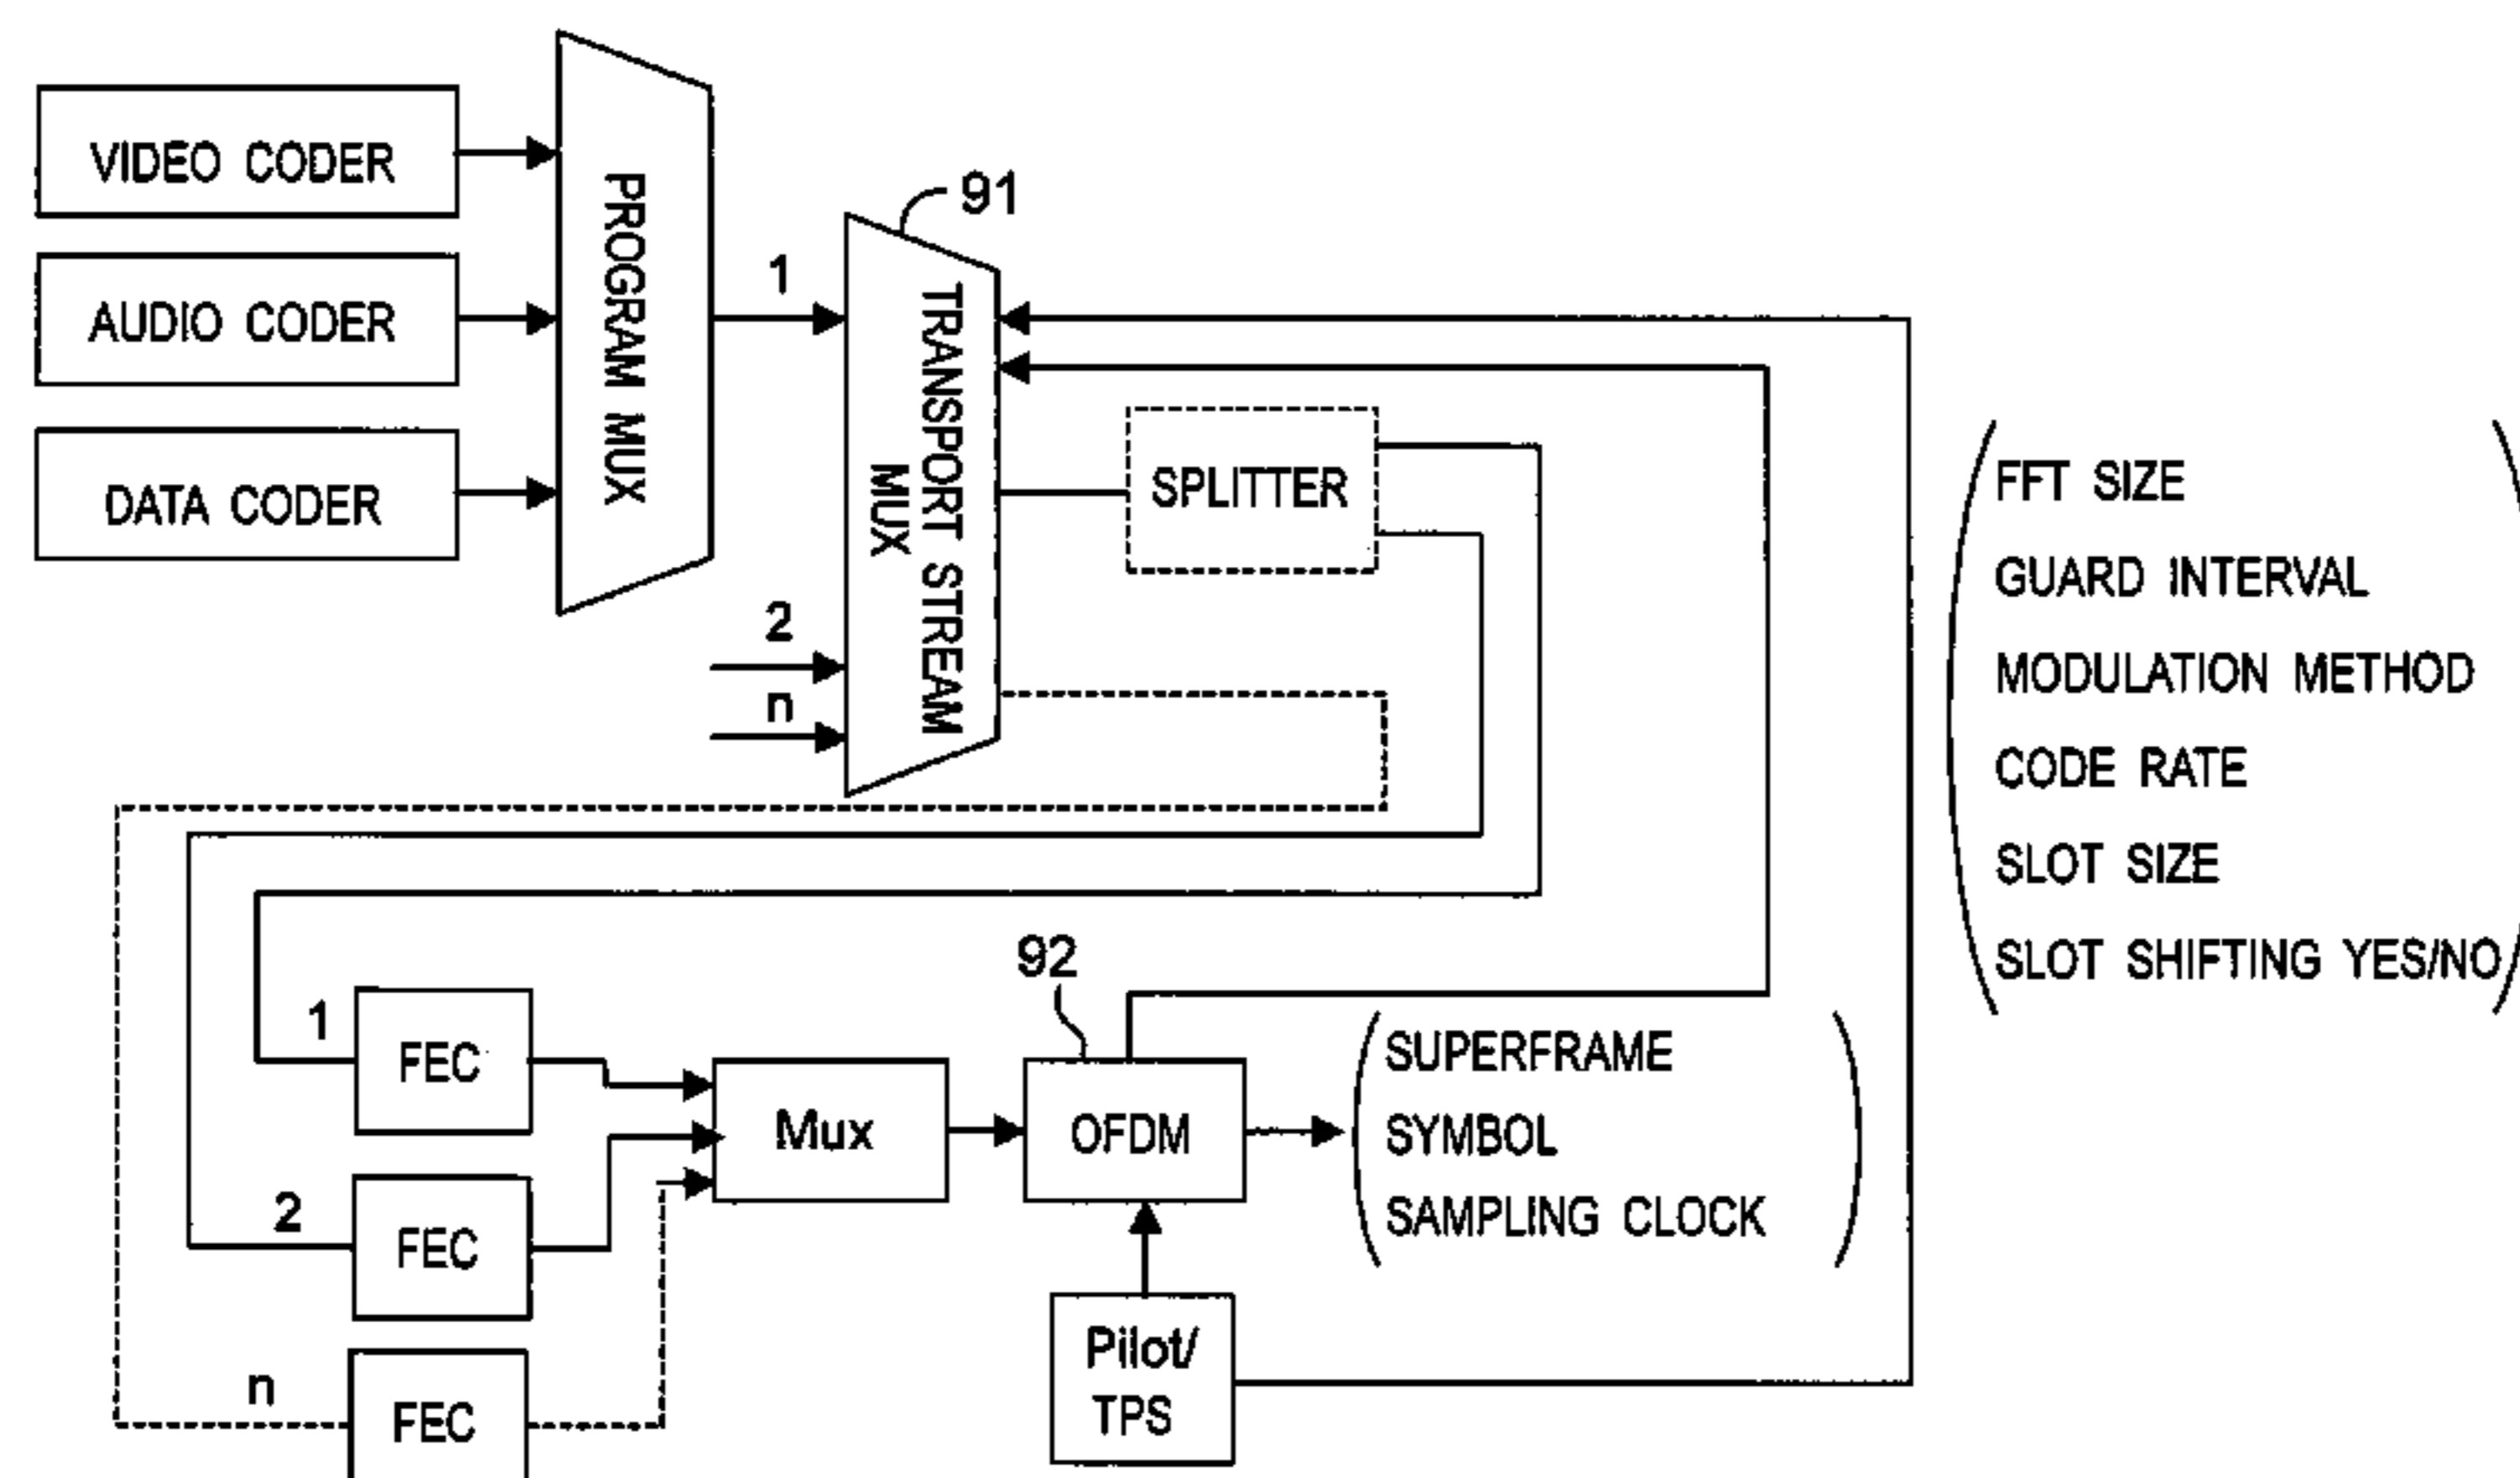 VIDEO CODER
AUDIO CODER
DATA CODER
PROGRAM MUX
1
2
n
91
TRANSPORT STREAM
MUX
SPLITTER
FFT SIZE
GUARD INTERVAL
MODULATION METHOD
CODE RATE
SLOT SIZE
SLOT SHIFTING YES/NO
1
FEC
2
FEC
n
FEC
Mux
92
OFDM
Pilot/
TPS
SUPERFRAME
SYMBOL
SAMPLING CLOCK